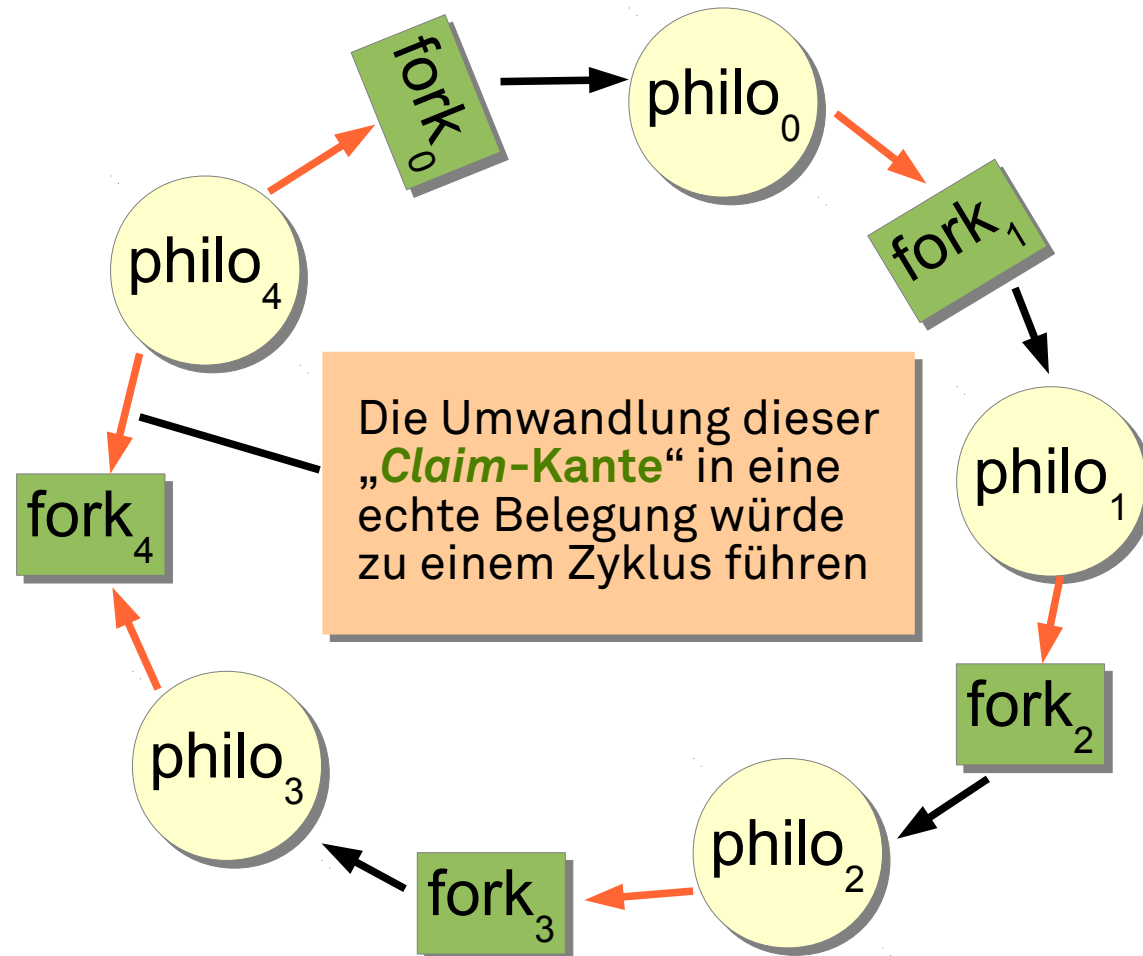 fork0
philo0
fork1
philo4
Die Umwandlung dieser
„Claim-Kante“ in eine
echte Belegung würde
zu einem Zyklus führen
philo1
fork4
fork2
philo3
philo2
fork3